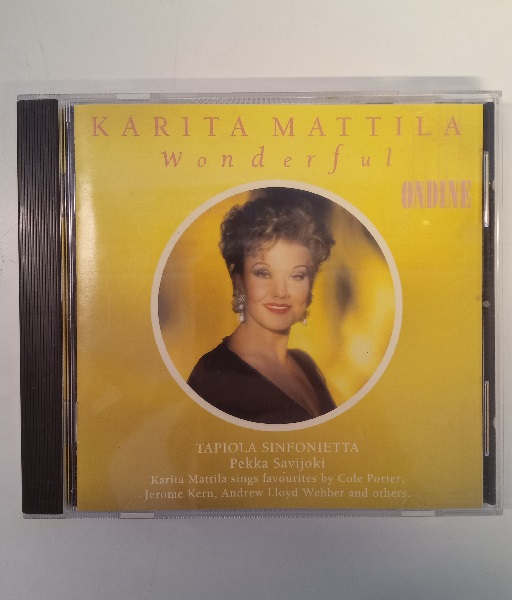 KARITA MATTILA
Wonderful
ONDINE
TAPIOLA SINFONIETTA
Pekka Savijoki
Karita Mattila sings favourites by Cole Porter,
Jerome Kern, Andrew Lloyd Webber and others.